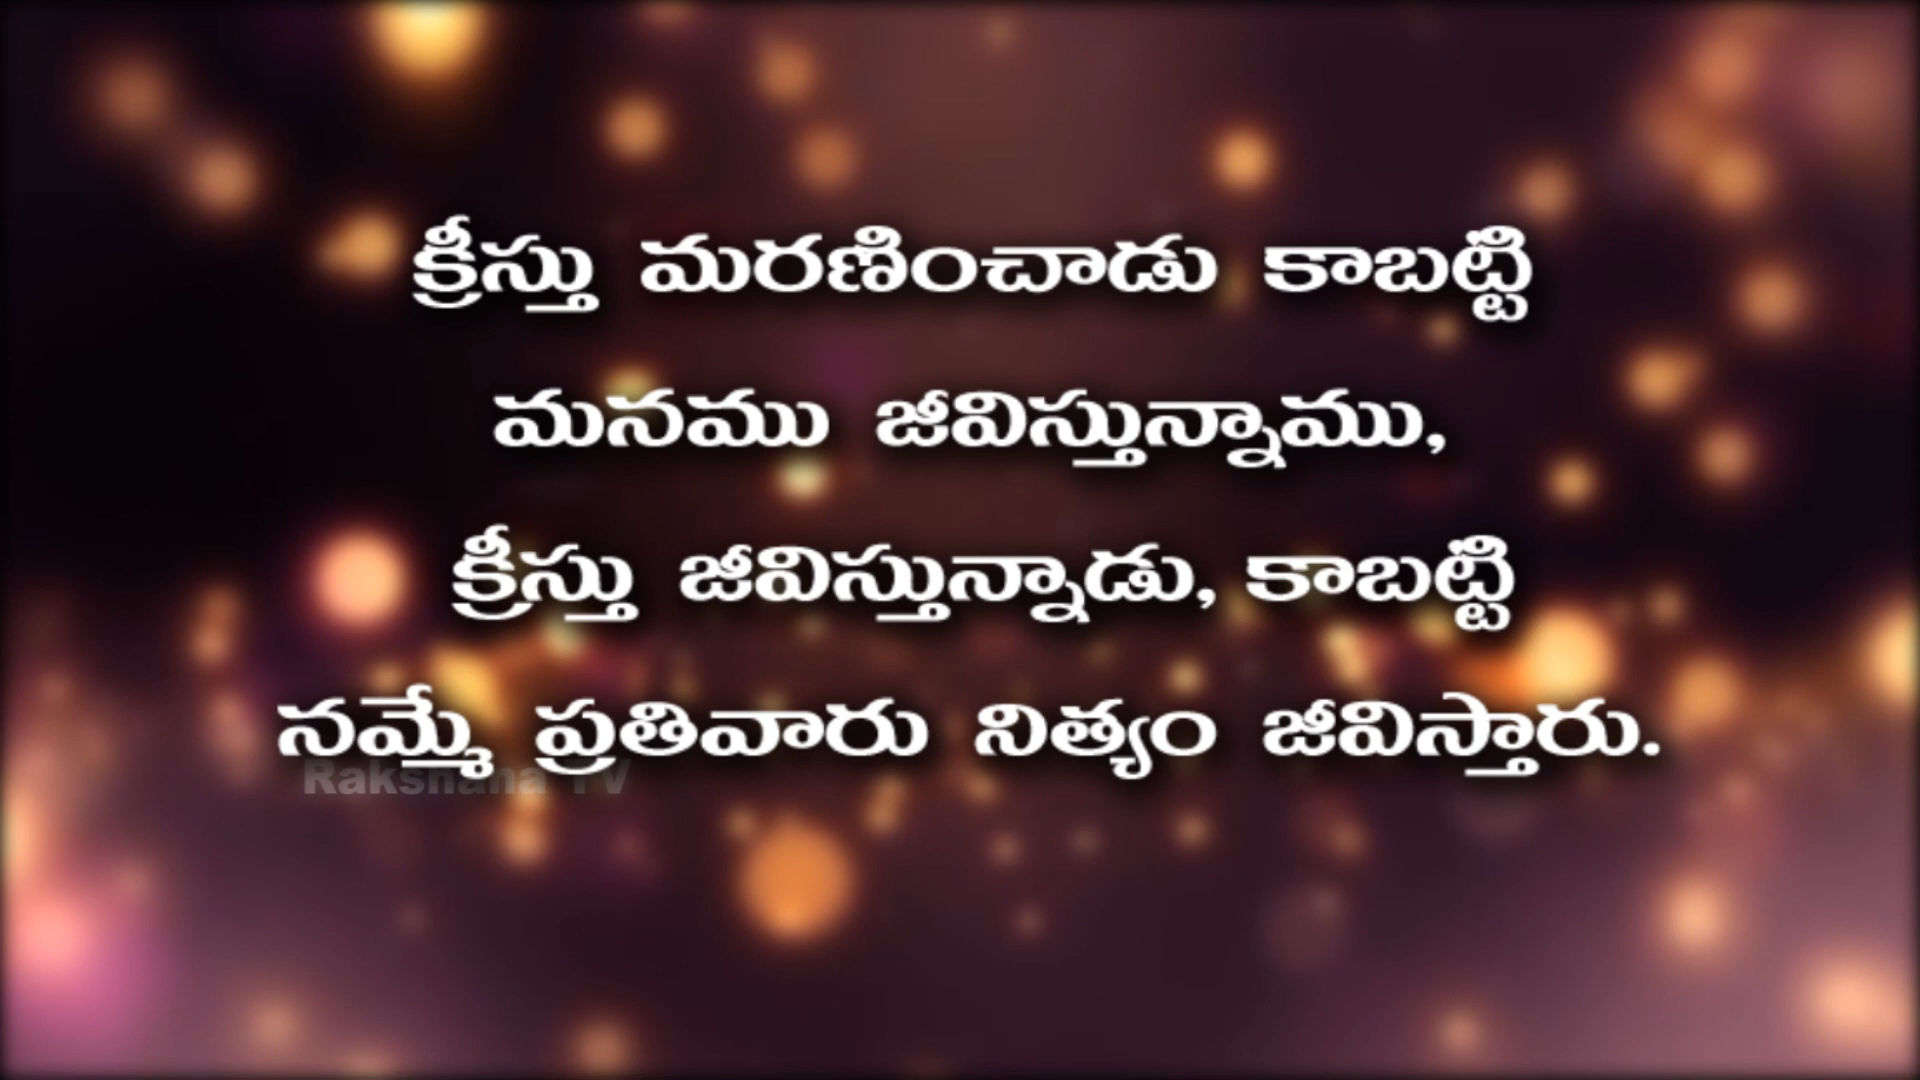 క్రీస్తు మరణించాడు కాబట్టి
మనము జీవిస్తున్నాము,
క్రీస్తు జీవిస్తున్నాడు, కాబట్టి
నమ్మే ప్రతివారు నిత్యం జీవిస్తారు.
Rakshana TV